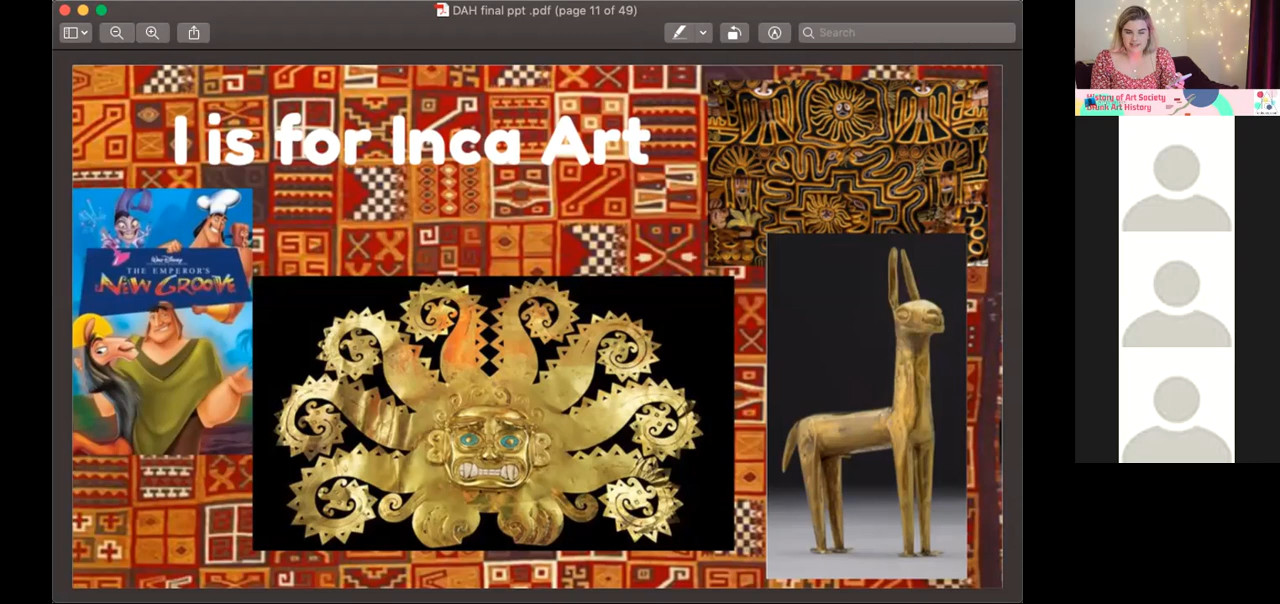 DAH final ppt .pdf (page 11 of 49)
Search
I is for Inca Art
Walt Disney
THE EMPEROR'S
NEW GROOVE
History of Art Society
Drunk Art History